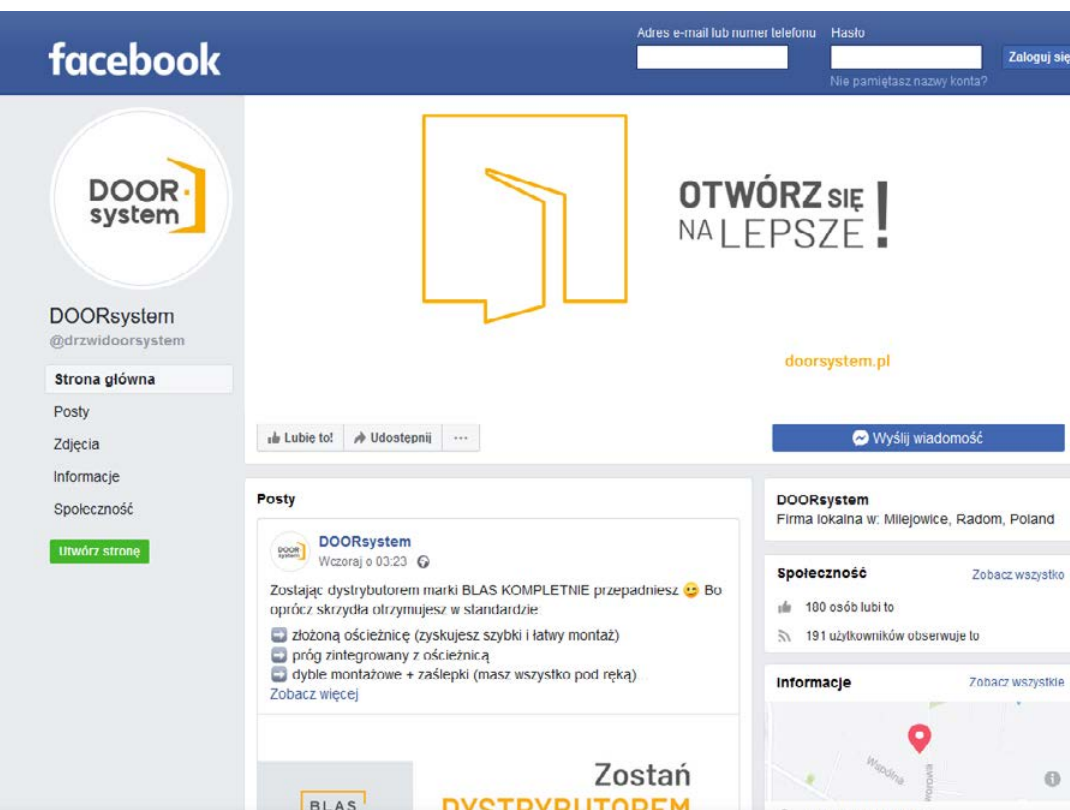 facebook
Adres e-mail lub numer telefonu
Hasło
Zaloguj się
Nie pamiętasz nazwy konta?
DOOR
system
OTWÓRZ SIĘ
NA LEPSZE!
doorsystem.pl
DOORsystem
@drzwidoorsystem
Strona główna
Posty
Zdjęcia
Informacje
Społeczność
Utwórz stronę
Lubię to!
Udostępnij
...
Wyślij wiadomość
Posty
DOOR
system
DOORsystem
Wczoraj o 03:23
Zostając dystrybutorem marki BLAS KOMPLETNIE przepadniesz 😉 Bo
oprócz skrzydła otrzymujesz w standardzie
➡ złożoną ościeżnicę (zyskujesz szybki i łatwy montaż)
➡ próg zintegrowany z ościeżnicą
➡ dyble montażowe + zaślepki (masz wszystko pod ręką)
Zobacz więcej
BLAS
Zostań
DYSTRYBUTOREM
DOORsystem
Firma lokalna w: Milejowice, Radom, Poland
Społeczność
Zobacz wszystko
180 osób lubi to
191 użytkowników obserwuje to
Informacje
Zobacz wszystkie
Wspólna